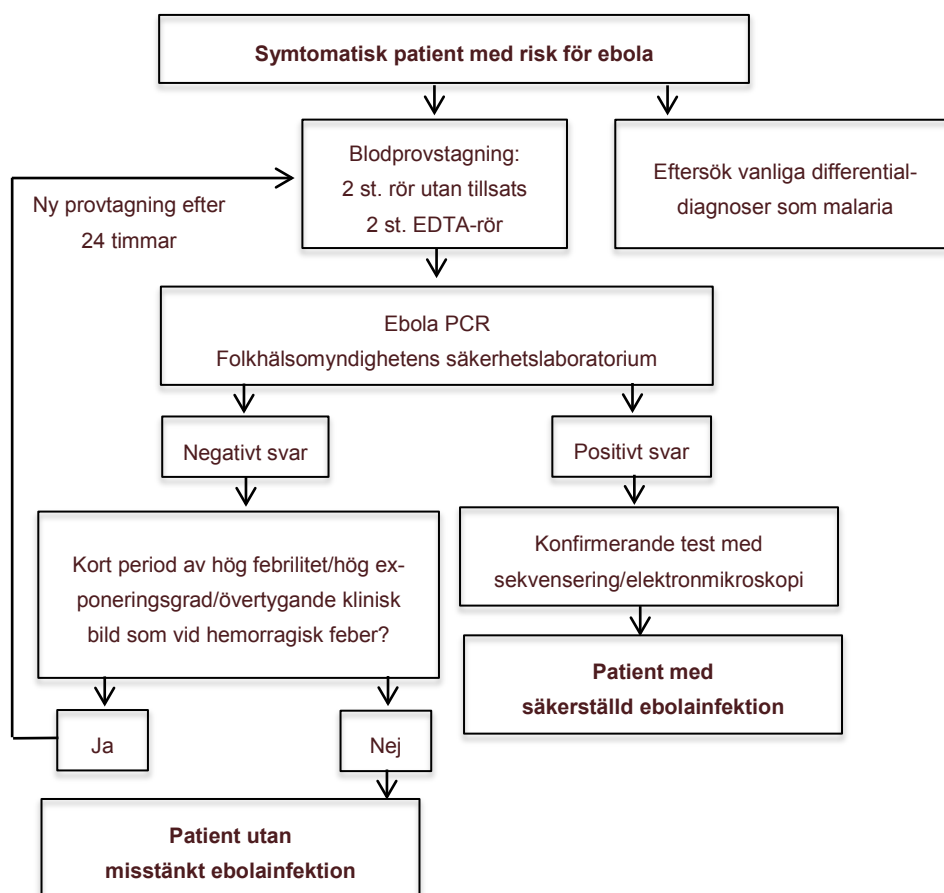 Symtomatisk patient med risk för ebola
Blodprovstagning:
2 st. rör utan tillsats
2 st. EDTA-rör
Eftersök vanliga differential-
diagnoser som malaria
Ny provtagning efter
24 timmar
Ebola PCR
Folkhälsomyndighetens säkerhetslaboratorium
Negativt svar
Positivt svar
Kort period av hög febrilitet/hög ex-
poneringsgrad/övertygande klinisk
bild som vid hemorragisk feber?
Konfirmerande test med
sekvensering/elektronmikroskopi
Patient med
säkerställd ebolainfektion
Ja
Nej
Patient utan
misstänkt ebolainfektion